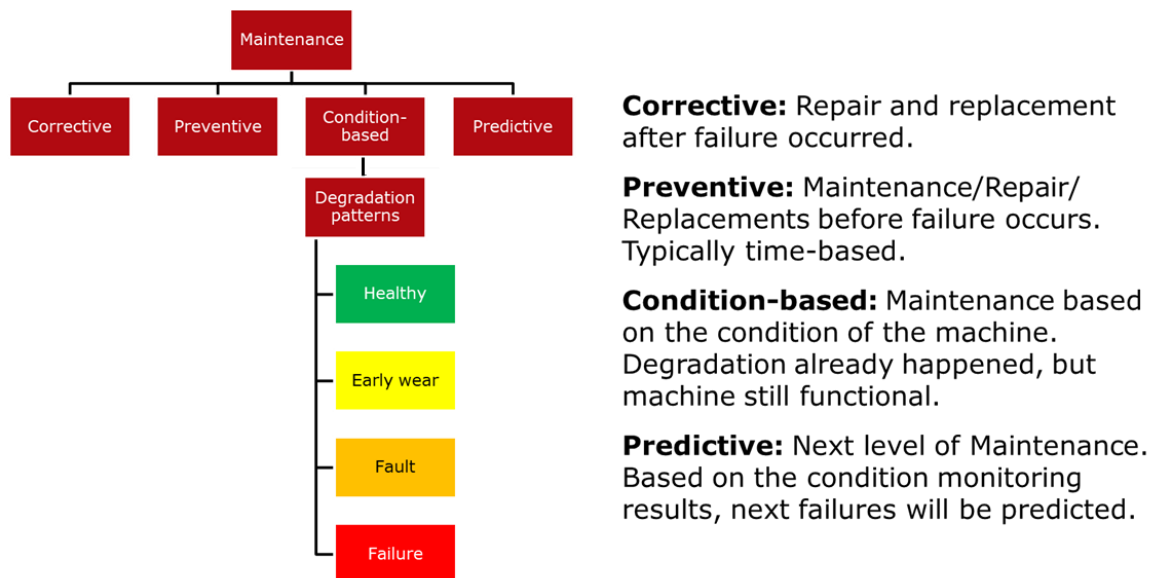 Maintenance
Corrective
Preventive
Condition-
based
Predictive
Degradation
patterns
Healthy
Early wear
Fault
Failure
Corrective: Repair and replacement
after failure occurred.
Preventive: Maintenance/Repair/
Replacements before failure occurs.
Typically time-based.
Condition-based: Maintenance based
on the condition of the machine.
Degradation already happened, but
machine still functional.
Predictive: Next level of Maintenance.
Based on the condition monitoring
results, next failures will be predicted.